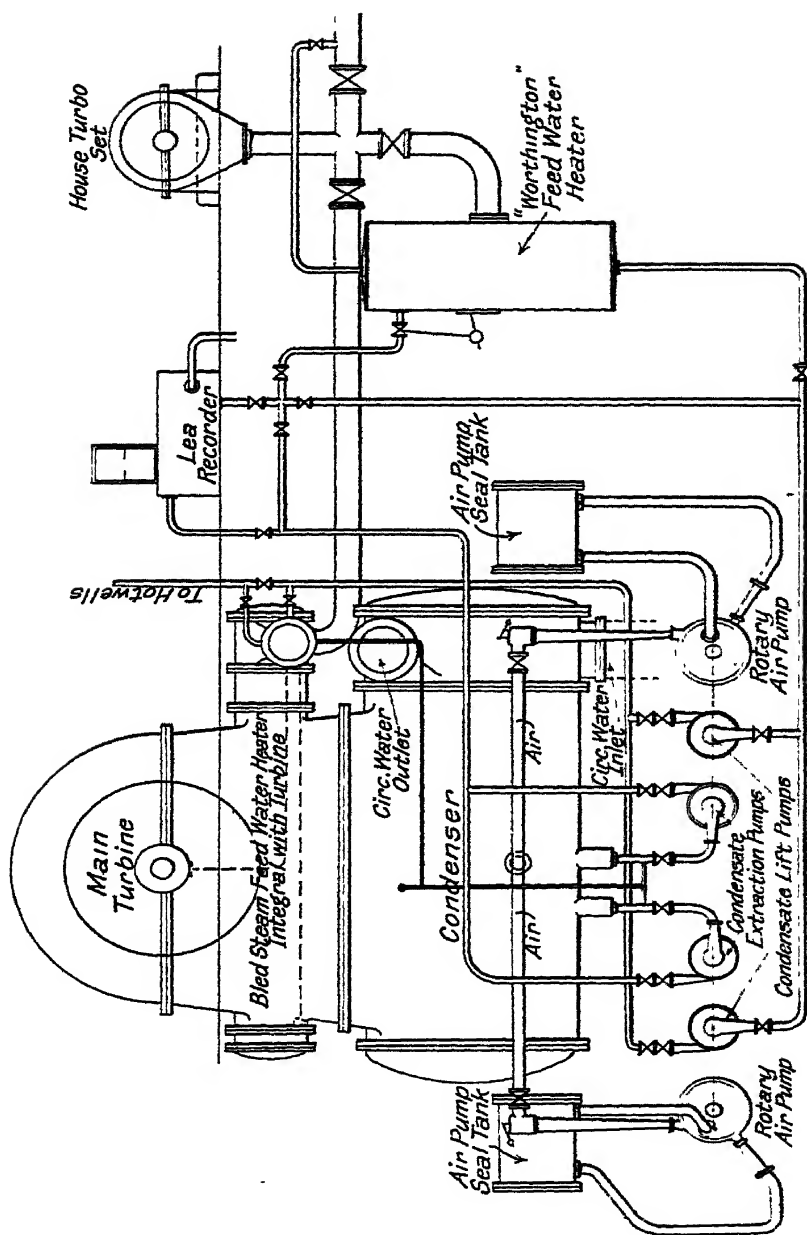 House Turbo
Set
"Worthington"
Feed Water
Heater
Lea
Recorder
Air Pump
Seal Tank
To Hotwells
Main
Turbine
Bled Steam Feed Water Heater
Integral with Turbine
Circ. Water
Outlet
Condenser
Air
Air
Circ. Water
Inlet
Rotary
Air Pump
Condensate
Extraction Pumps
Condensate Lift Pumps
Air Pump
Seal Tank
Rotary
Air Pump